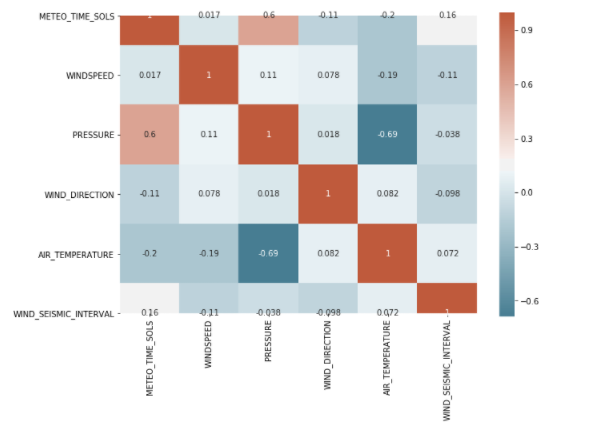 METEO_TIME_SOLS 1 0.017 0.6 -0.11 -0.2 0.16
WINDSPEED 0.017 1 0.11 0.078 -0.19 -0.11
PRESSURE 0.6 0.11 1 0.018 -0.69 -0.038
WIND_DIRECTION -0.11 0.078 0.018 1 0.082 -0.098
AIR_TEMPERATURE -0.2 -0.19 -0.69 0.082 1 0.072
WIND_SEISMIC_INTERVAL 0.16 -0.11 -0.038 -0.098 0.072 1
METEO_TIME_SOLS
WINDSPEED
PRESSURE
WIND_DIRECTION
AIR_TEMPERATURE
WIND_SEISMIC_INTERVAL
0.9
0.6
0.3
0.0
−0.3
−0.6